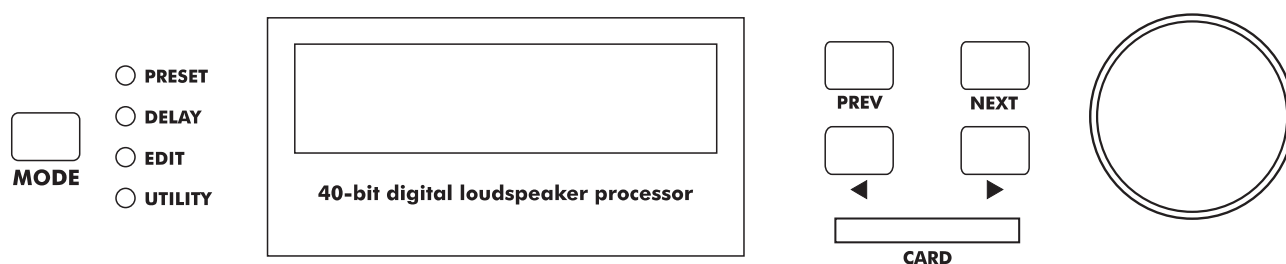 MODE
PRESET
DELAY
EDIT
UTILITY
40-bit digital loudspeaker processor
PREV
NEXT
CARD